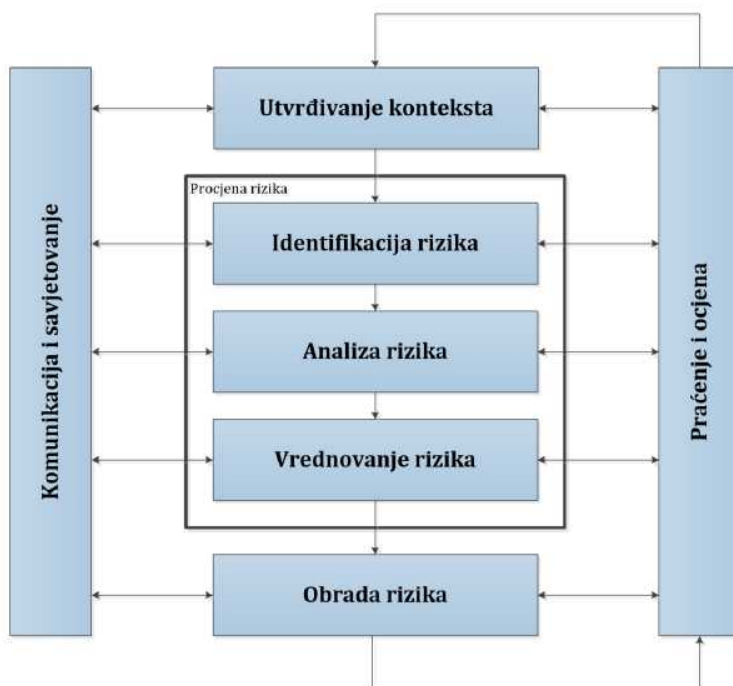 Utvrđivanje konteksta
Procjena rizika
Identifikacija rizika
Analiza rizika
Vrednovanje rizika
Obrada rizika
Komunikacija i savjetovanje
Praćenje i ocjena